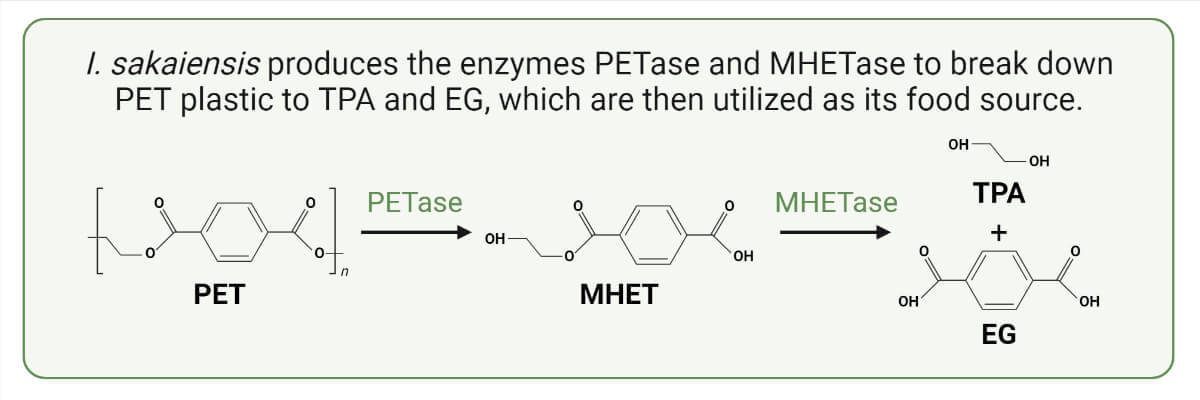 I. sakaiensis produces the enzymes PETase and MHETase to break down
PET plastic to TPA and EG, which are then utilized as its food source.
O
O
O
O
n
PET
PETase
OH
O
O
O
OH
MHET
MHETase
OH
OH
TPA
+
O
O
OH
OH
EG